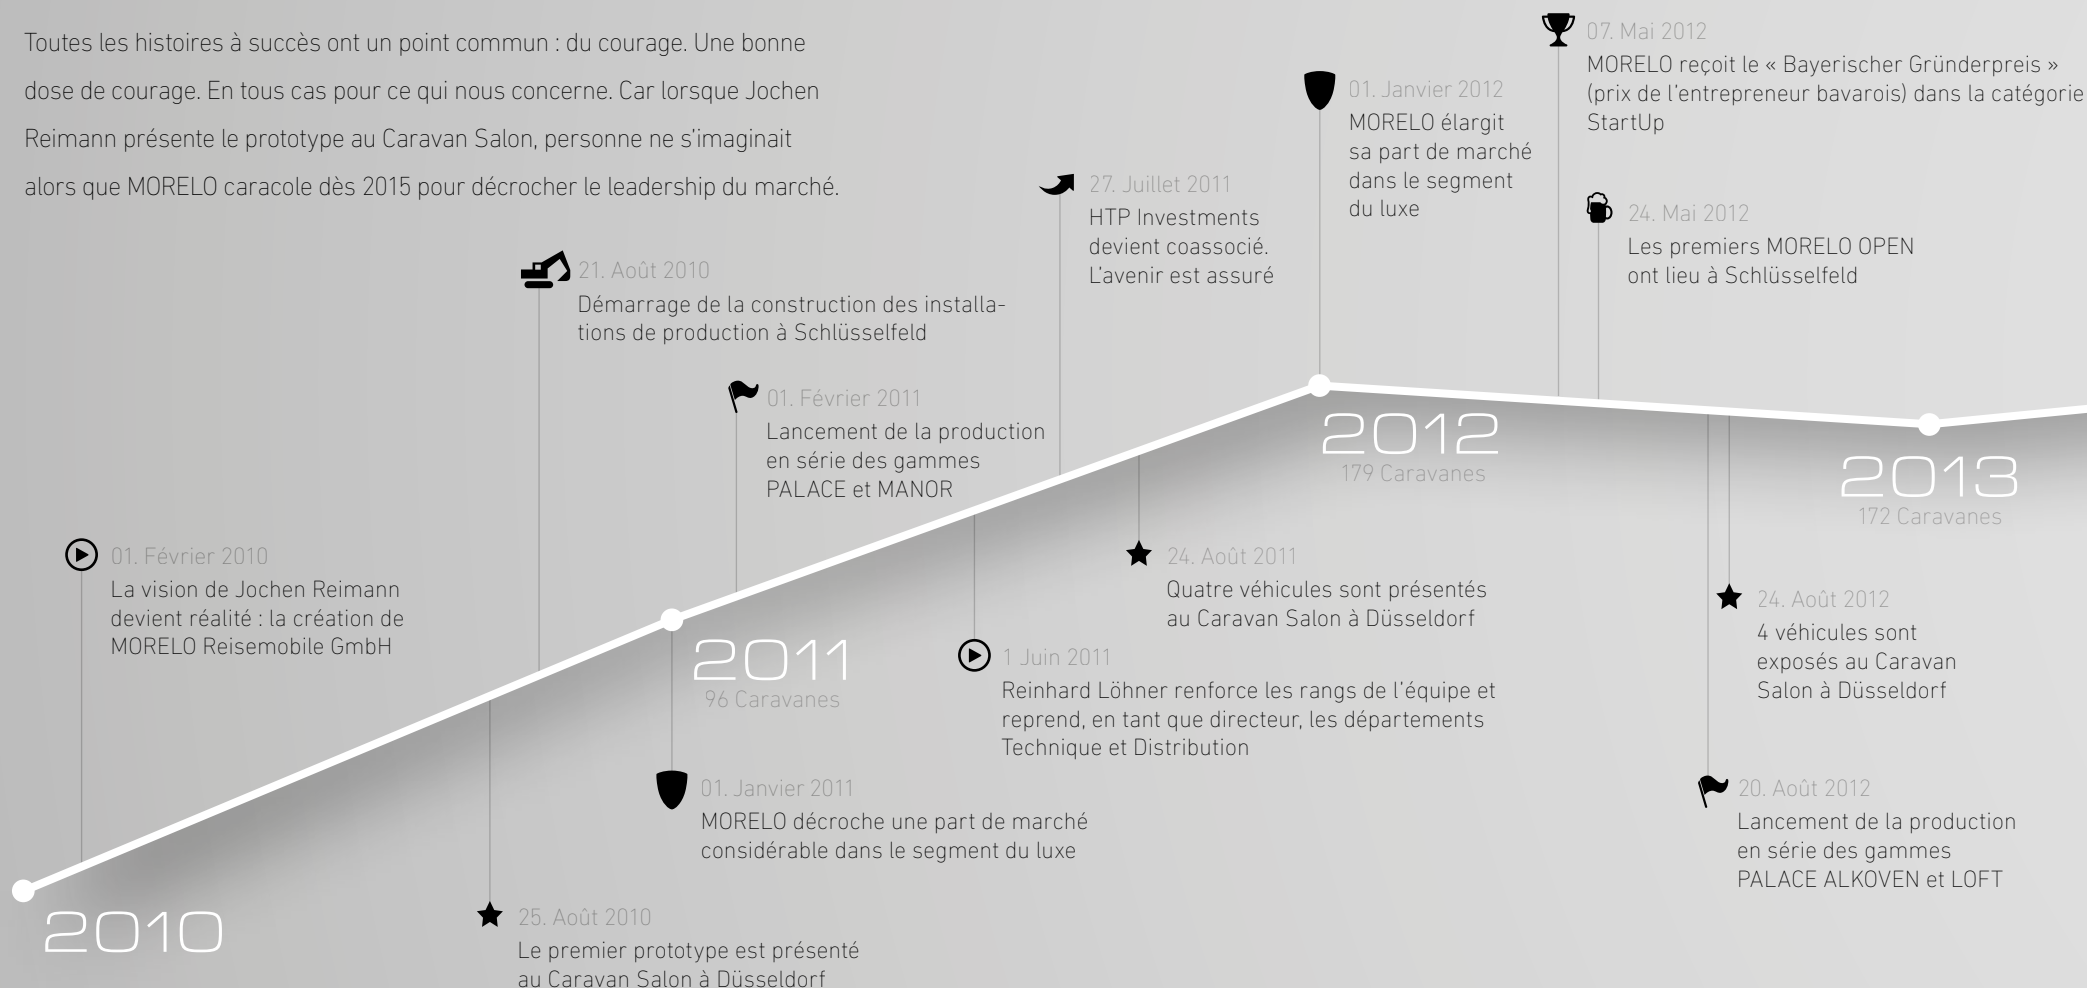 Toutes les histoires à succès ont un point commun : du courage. Une bonne
dose de courage. En tous cas pour ce qui nous concerne. Car lorsque Jochen
Reimann présente le prototype au Caravan Salon, personne ne s'imaginait
alors que MORELO caracole dès 2015 pour décrocher le leadership du marché.
01. Février 2010
La vision de Jochen Reimann
devient réalité : la création de
MORELO Reisemobile GmbH
2010
21. Août 2010
Démarrage de la construction des installa-
tions de production à Schlüsselfeld
25. Août 2010
Le premier prototype est présenté
au Caravan Salon à Düsseldorf
2011
96 Caravanes
01. Janvier 2011
MORELO décroche une part de marché
considérable dans le segment du luxe
01. Février 2011
Lancement de la production
en série des gammes
PALACE et MANOR
1 Juin 2011
Reinhard Löhner renforce les rangs de l'équipe et
reprend, en tant que directeur, les départements
Technique et Distribution
27. Juillet 2011
HTP Investments
devient coassocié.
L'avenir est assuré
24. Août 2011
Quatre véhicules sont présentés
au Caravan Salon à Düsseldorf
01. Janvier 2012
MORELO élargit
sa part de marché
dans le segment
du luxe
2012
179 Caravanes
07. Mai 2012
MORELO reçoit le « Bayerischer Gründerpreis »
(prix de l'entrepreneur bavarois) dans la catégorie
StartUp
24. Mai 2012
Les premiers MORELO OPEN
ont lieu à Schlüsselfeld
20. Août 2012
Lancement de la production
en série des gammes
PALACE ALKOVEN et LOFT
24. Août 2012
4 véhicules sont
exposés au Caravan
Salon à Düsseldorf
2013
172 Caravanes